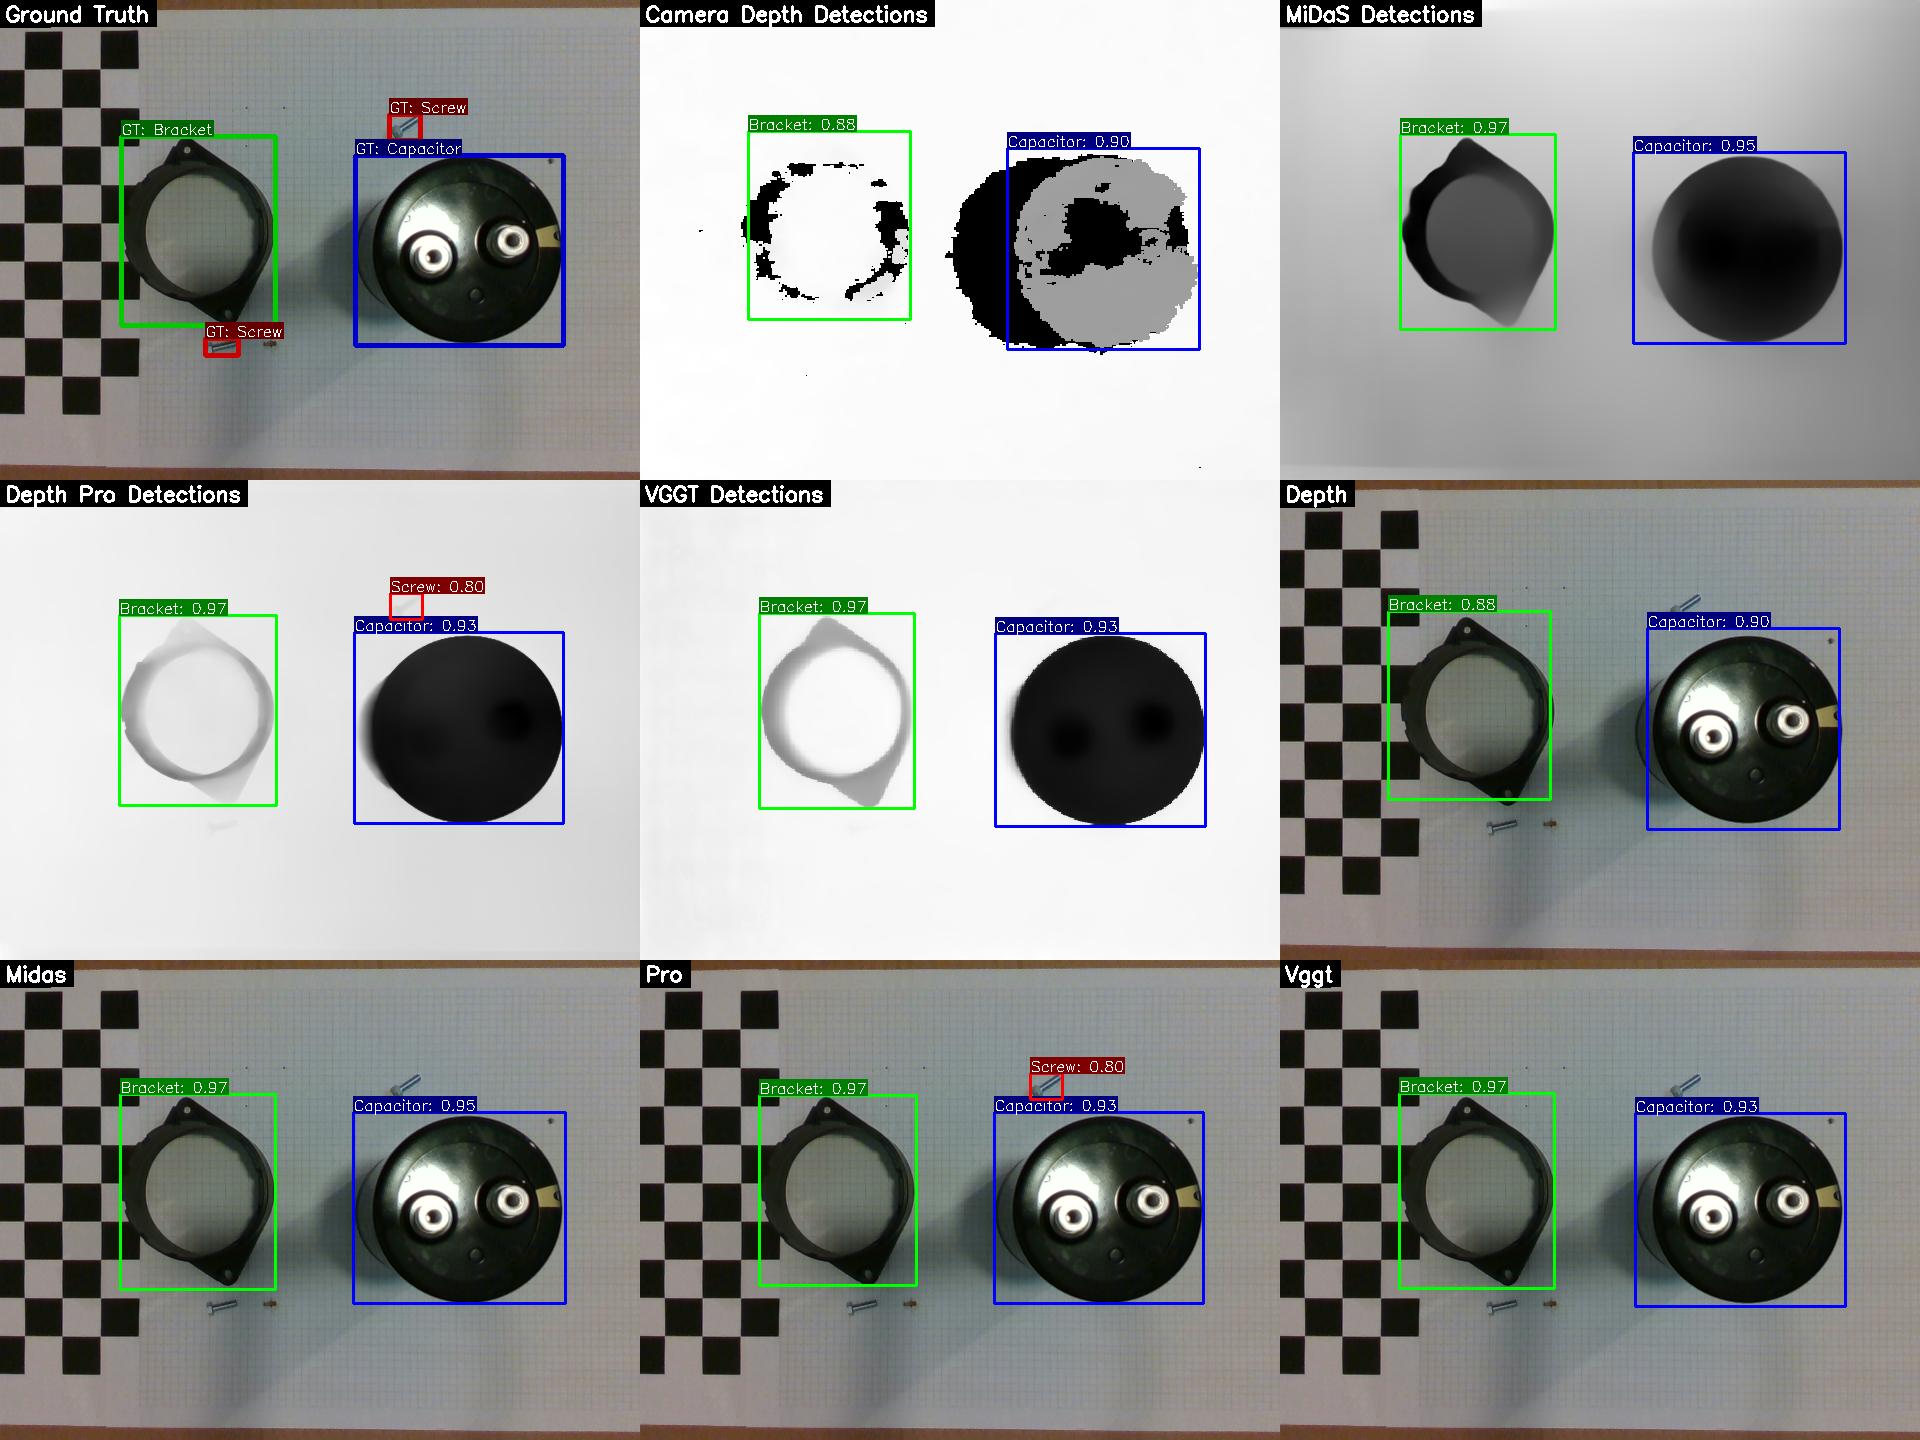 Ground Truth
GT: Screw
GT: Bracket
GT: Capacitor
GT: Screw
Camera Depth Detections
Bracket: 0.88
Capacitor: 0.90
MiDaS Detections
Bracket: 0.97
Capacitor: 0.95
Depth Pro Detections
Screw: 0.80
Bracket: 0.97
Capacitor: 0.93
VGGT Detections
Bracket: 0.97
Capacitor: 0.93
Depth
Bracket: 0.88
Capacitor: 0.90
Midas
Bracket: 0.97
Capacitor: 0.95
Pro
Screw: 0.80
Bracket: 0.97
Capacitor: 0.93
Vggt
Bracket: 0.97
Capacitor: 0.93